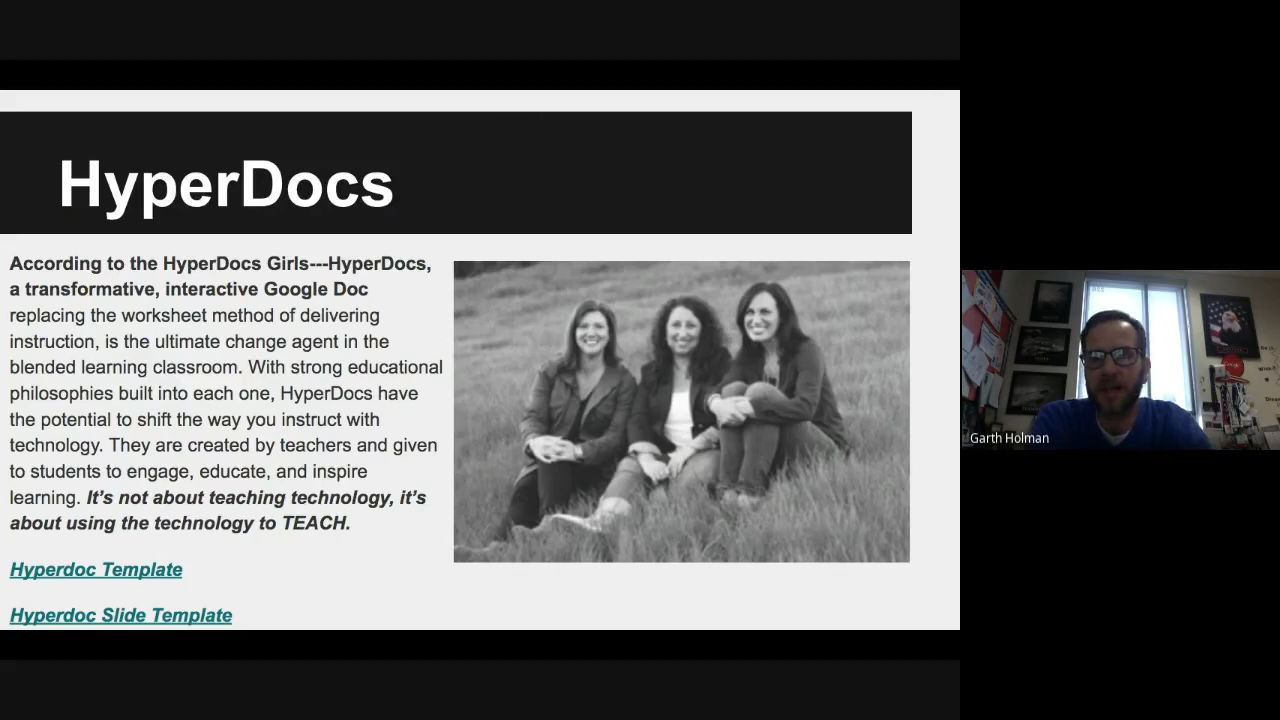 HyperDocs
According to the HyperDocs Girls---HyperDocs,
a transformative, interactive Google Doc
replacing the worksheet method of delivering
instruction, is the ultimate change agent in the
blended learning classroom. With strong educational
philosophies built into each one, HyperDocs have
the potential to shift the way you instruct with
technology. They are created by teachers and given
to students to engage, educate, and inspire
learning. It’s not about teaching technology, it’s
about using the technology to TEACH.
Hyperdoc Template
Hyperdoc Slide Template
Garth Holman